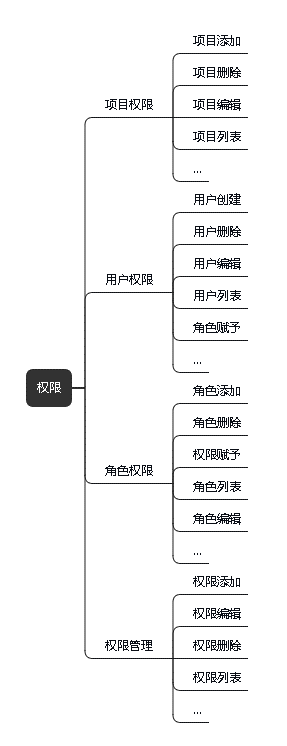 权限
项目权限
项目添加
项目删除
项目编辑
项目列表
...
用户权限
用户创建
用户删除
用户编辑
用户列表
角色赋予
...
角色权限
角色添加
角色删除
权限赋予
角色列表
角色编辑
...
权限管理
权限添加
权限编辑
权限删除
权限列表
...